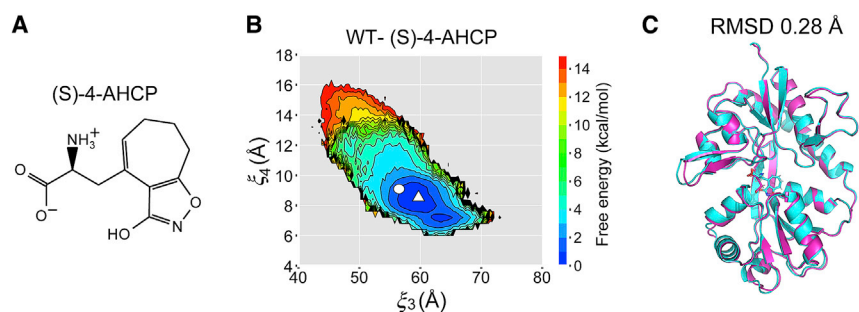 A
(S)-4-AHCP
NH₃⁺
O
O⁻
HO
N
O
B
WT- (S)-4-AHCP
18
16
14
12
10
8
6
4
40 50 60 70 80
ξ₄(Å)
ξ₃(Å)
14
12
10
8
6
4
2
0
Free energy (kcal/mol)
C
RMSD 0.28 Å